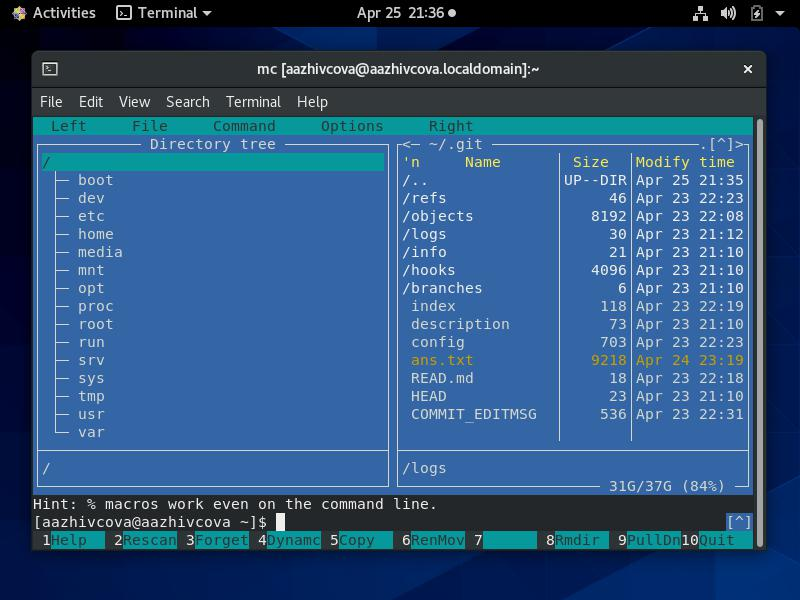 Activities Terminal Apr 25 21:36
mc [aazhivcova@aazhivcova.localdomain]:~ ×
File Edit View Search Terminal Help
Left File Command Options Right
Directory tree
/
boot
dev
etc
home
media
mnt
opt
proc
root
run
srv
sys
tmp
usr
var
/
<─ ~/.git .[^]>
'n Name Size Modify time
/.. UP--DIR Apr 25 21:35
/refs 46 Apr 23 22:23
/objects 8192 Apr 23 22:08
/logs 30 Apr 23 21:12
/info 21 Apr 23 21:10
/hooks 4096 Apr 23 21:10
/branches 6 Apr 23 21:10
index 118 Apr 23 22:19
description 73 Apr 23 21:10
config 703 Apr 23 22:23
ans.txt 9218 Apr 24 23:19
READ.md 18 Apr 23 22:18
HEAD 23 Apr 23 21:10
COMMIT_EDITMSG 536 Apr 23 22:31
/logs
31G/37G (84%)
Hint: % macros work even on the command line.
[aazhivcova@aazhivcova ~]$ [^]
1Help 2Rescan 3Forget 4Dynamc 5Copy 6RenMov 7 8Rmdir 9PullDn 10Quit